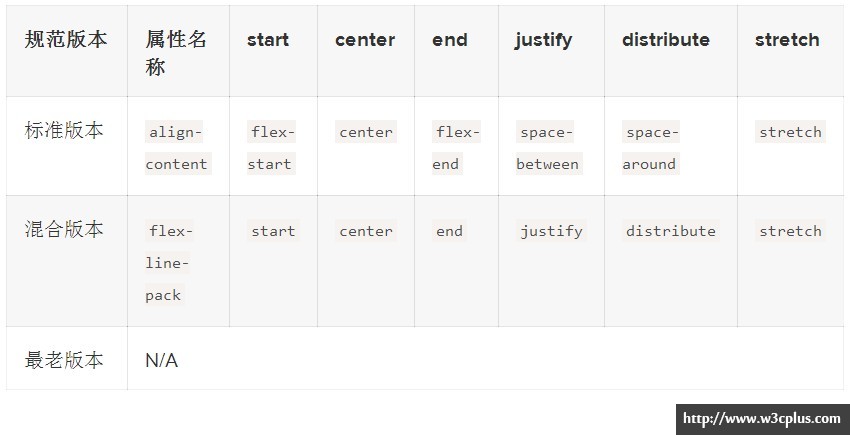 规范版本 属性名 start center end justify distribute stretch
称
标准版本 align- flex- center flex- space- space- stretch
content start end between around
混合版本 flex- start center end justify distribute stretch
line-
pack
最老版本 N/A
http://www.w3cplus.com